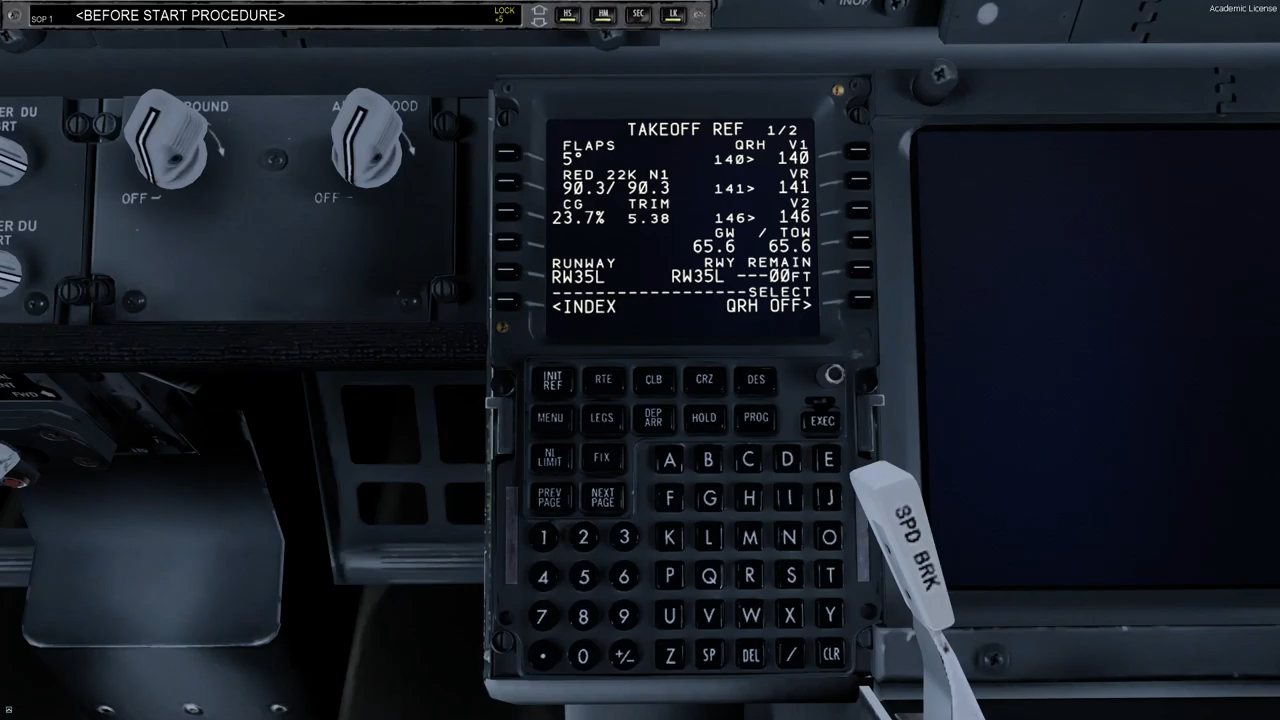 SOP 1 <BEFORE START PROCEDURE> LOCK +5 HS HM SEC LK
Academic License
OFF
OFF
TAKEOFF REF 1/2
FLAPS QRH V1
5° 140> 140
RED 22K N1 VR
90.3/ 90.3 141> 141
CG TRIM V2
23.7% 5.38 146> 146
GW / TOW
65.6 65.6
RUNWAY RWY REMAIN
RW35L RW35L ---00FT
------------------SELECT
<INDEX QRH OFF>
INIT REF RTE CLB CRZ DES
MENU LEGS DEP ARR HOLD PROG EXEC
N1 LIMIT FIX A B C D E
PREV PAGE NEXT PAGE F G H I J
1 2 3 K L M N O
4 5 6 P Q R S T
7 8 9 U V W X Y
. 0 +/- Z SP DEL / CLR
SPD BRK